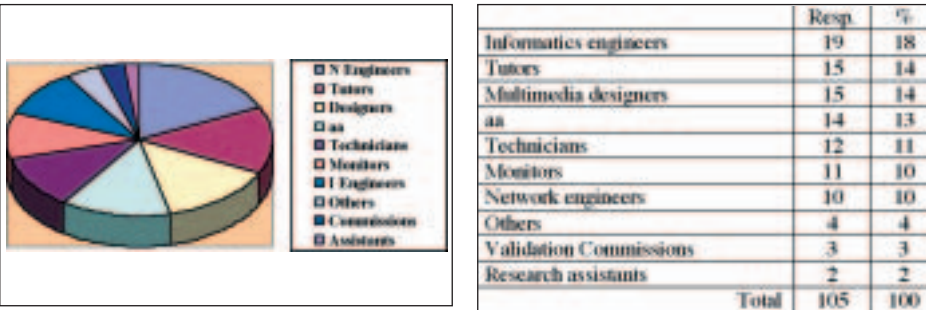 N Engineers
Tutors
Designers
aa
Technicians
Monitors
I Engineers
Others
Commissions
Assistants
Resp. %
Informatics engineers 19 18
Tutors 15 14
Multimedia designers 15 14
aa 14 13
Technicians 12 11
Monitors 11 10
Network engineers 10 10
Others 4 4
Validation Commissions 3 3
Research assistants 2 2
Total 105 100